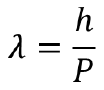 λ = h/P